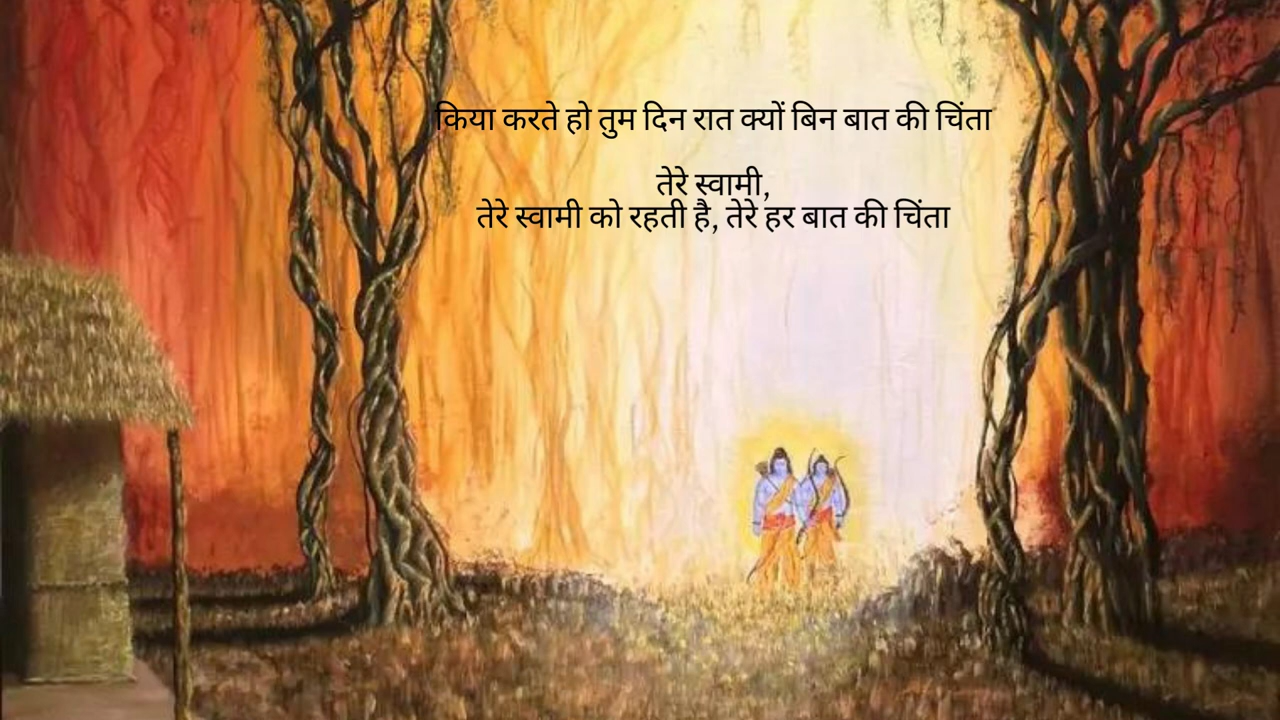 किया करते हो तुम दिन रात क्यों बिन बात की चिंता
तेरे स्वामी,
तेरे स्वामी को रहती है, तेरे हर बात की चिंता